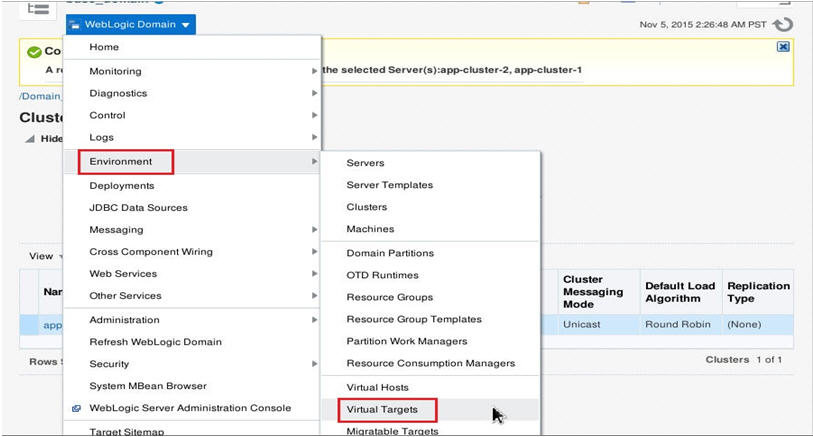 WebLogic Domain
Nov 5, 2015 2:26:48 AM PST
Home
Co
A re
the selected Server(s):app-cluster-2, app-cluster-1
Monitoring
Diagnostics
/Domain_
Control
Cluste
Logs
Hide
Environment
Servers
Deployments
Server Templates
JDBC Data Sources
Clusters
Messaging
Machines
View
Cross Component Wiring
Domain Partitions
Web Services
OTD Runtimes
Other Services
Resource Groups
Nar
Cluster Messaging Mode
Default Load Algorithm
Replication Type
Administration
Resource Group Templates
app
Unicast
Round Robin
(None)
Refresh WebLogic Domain
Partition Work Managers
Rows S
Security
Resource Consumption Managers
Clusters 1 of 1
System MBean Browser
Virtual Hosts
WebLogic Server Administration Console
Virtual Targets
Target Sitemap
Migratable Targets